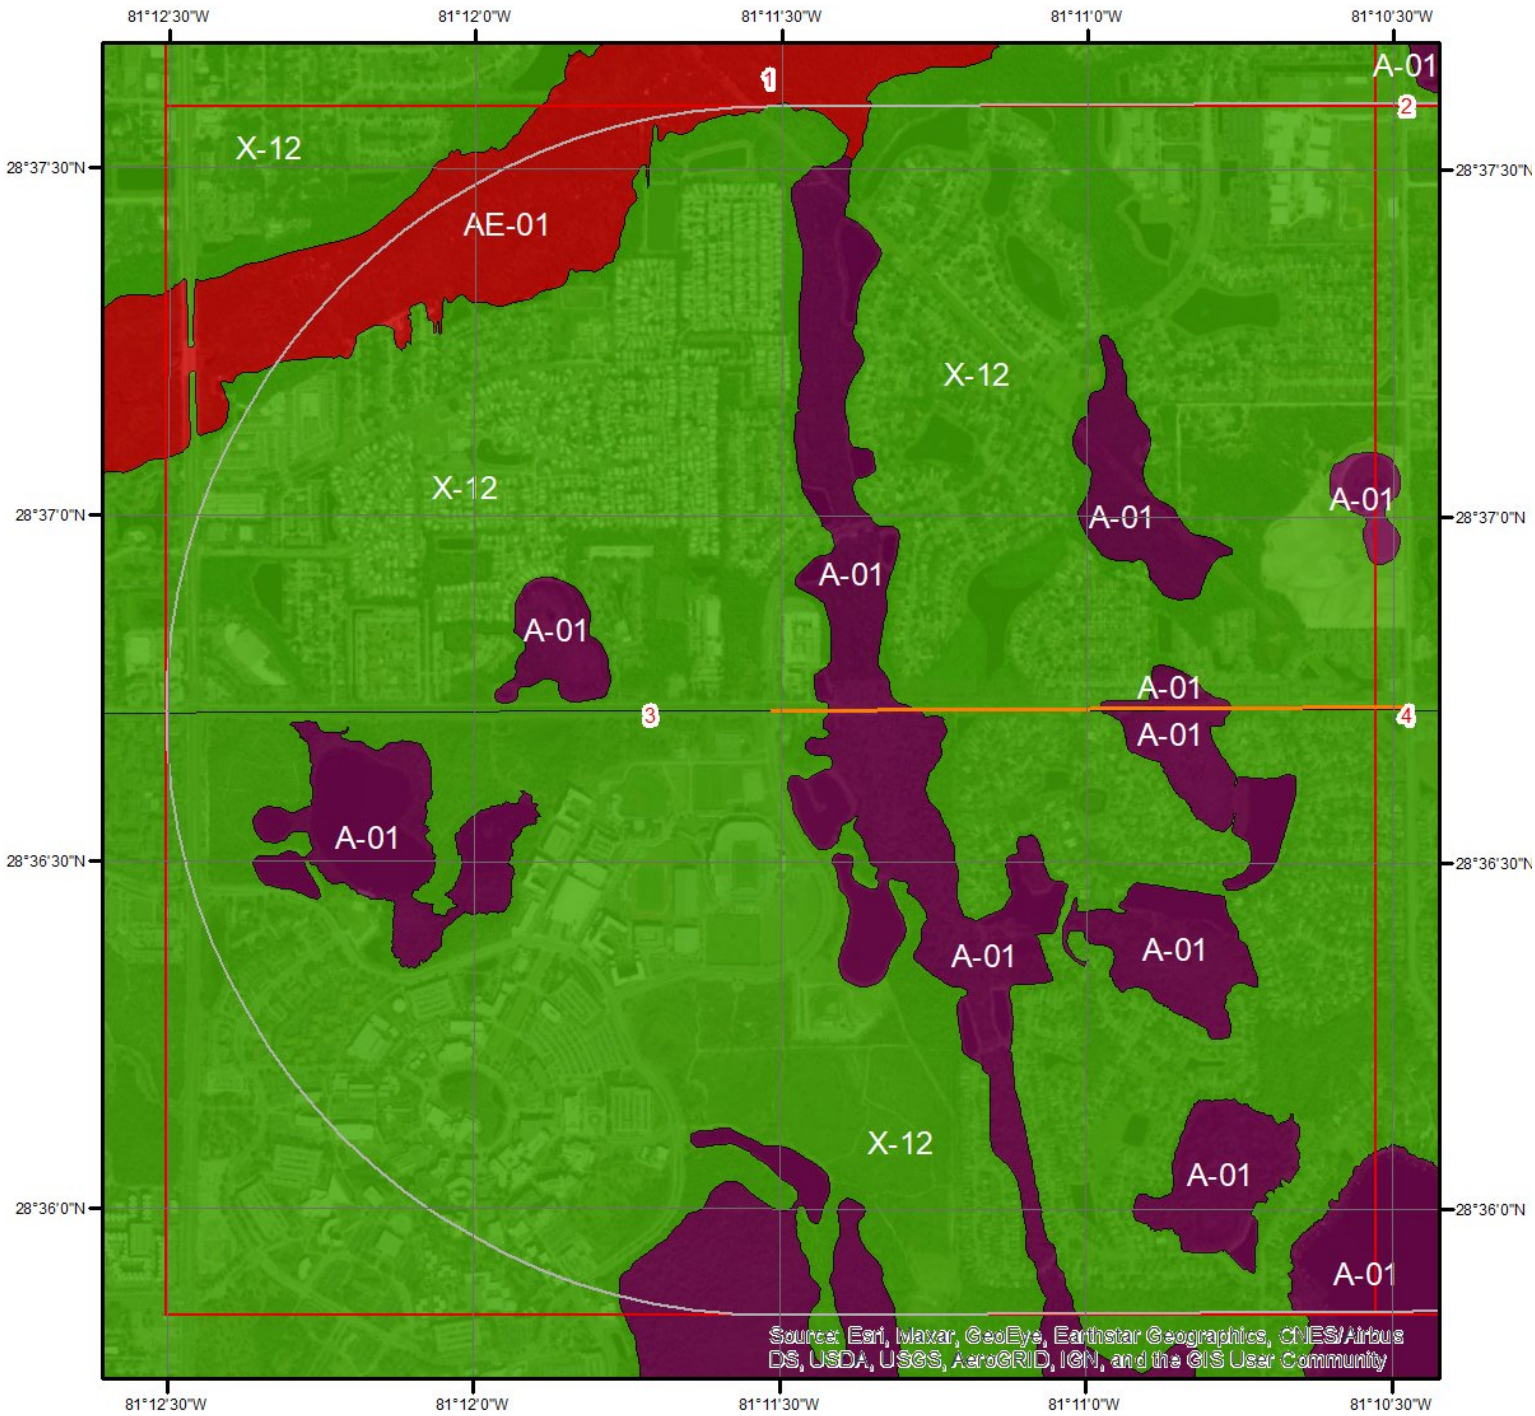 81°12'30"W 81°12'0"W 81°11'30"W 81°11'0"W 81°10'30"W
A-01
1
2
X-12
28°37'30"N 28°37'30"N
AE-01
X-12
X-12
A-01
28°37'0"N A-01 28°37'0"N
A-01
A-01
A-01
3 4
A-01
A-01
28°36'30"N 28°36'30"N
A-01 A-01
X-12
A-01
28°36'0"N 28°36'0"N
A-01
Source: Esri, Maxar, GeoEye, Earthstar Geographics, CNES/Airbus
DS, USDA, USGS, AeroGRID, IGN, and the GIS User Community
81°12'30"W 81°12'0"W 81°11'30"W 81°11'0"W 81°10'30"W